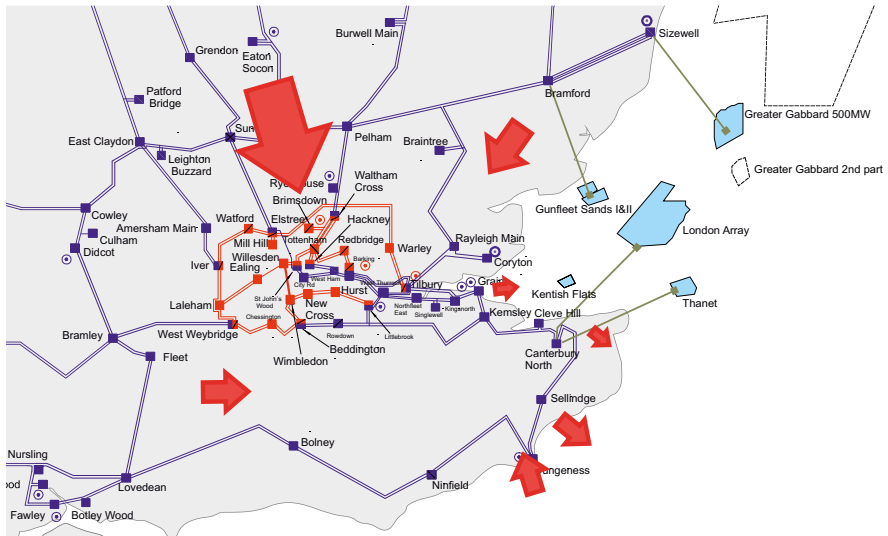 Burwell Main
Sizewell
Grendon
Eaton
Socon
Patford
Bridge
Bramford
Greater Gabbard 500MW
East Claydon
Pelham
Braintree
Leighton
Buzzard
Waltham
Cross
Greater Gabbard 2nd part
Brimsdown
Cowley
Watford
Elstree
Hackney
Gunfleet Sands I&II
Culham
Amersham Main
Mill Hill
Tottenham
Redbridge
Warley
Rayleigh Main
London Array
Didcot
Willesden
Barking
Coryton
Iver
Ealing
City Rd
West Ham
Tilbury
Grain
Kentish Flats
Thanet
Laleham
St John's
Wood
Hurst
Northfleet
East
Singlewell
Kingsnorth
New
Cross
Chessington
Kemsley
Cleve Hill
Bramley
West Weybridge
Rowdown
Littlebrook
Beddington
Wimbledon
Canterbury
North
Fleet
Sellindge
Bolney
Nursling
ungeness
Ninfield
Lovedean
Fawley
Botley Wood